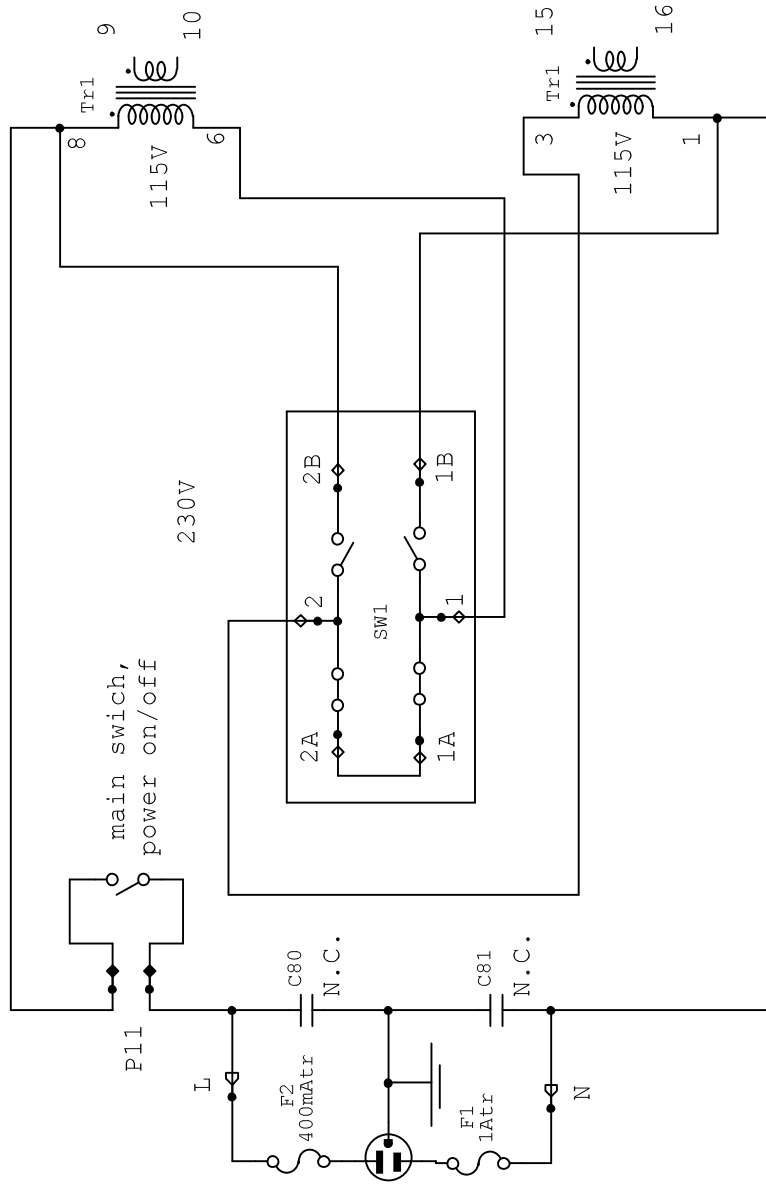 P11
main swich,
power on/off
L
F2
400mAtr
C80
N.C.
F1
1Atr
N
C81
N.C.
230V
2A
2
2B
SW1
1A
1
1B
8
Tr1
9
115V
6
10
3
Tr1
15
115V
1
16